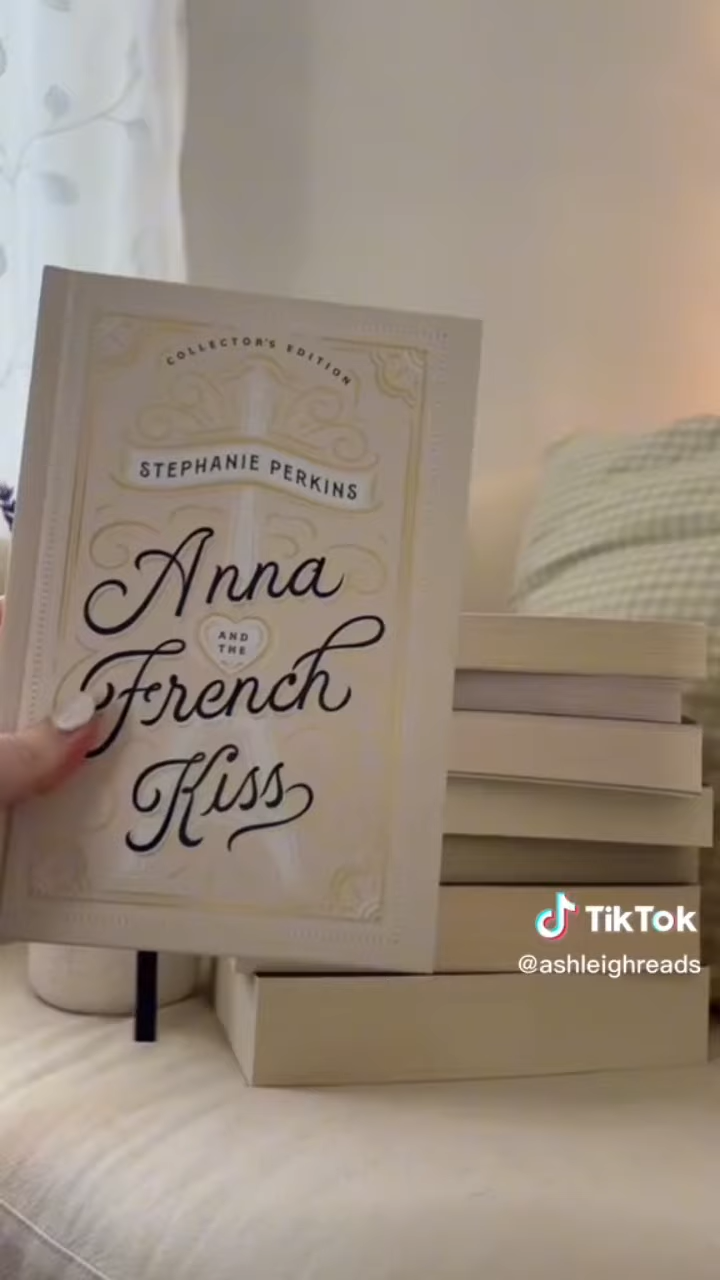 COLLECTOR'S EDITION
STEPHANIE PERKINS
Anna
AND
THE
French
Kiss
TikTok
@ashleighreads